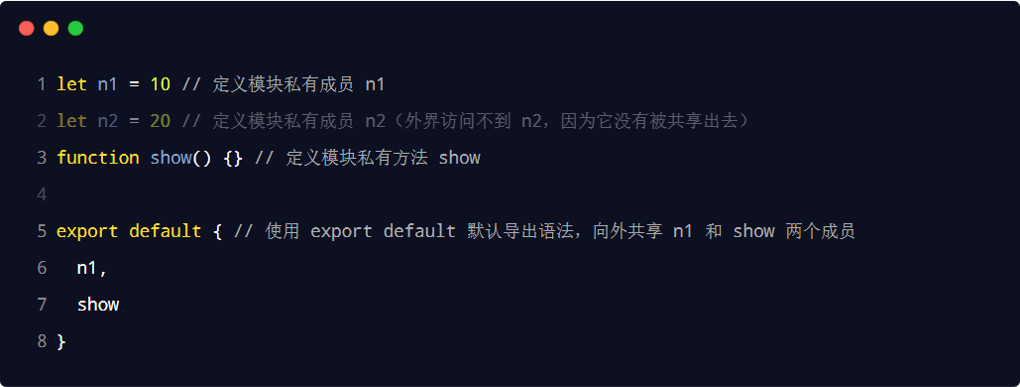 1 let n1 = 10 // 定义模块私有成员 n1
2 let n2 = 20 // 定义模块私有成员 n2（外界访问不到 n2，因为它没有被共享出去）
3 function show() {} // 定义模块私有方法 show
4
5 export default { // 使用 export default 默认导出语法，向外共享 n1 和 show 两个成员
6   n1,
7   show
8 }